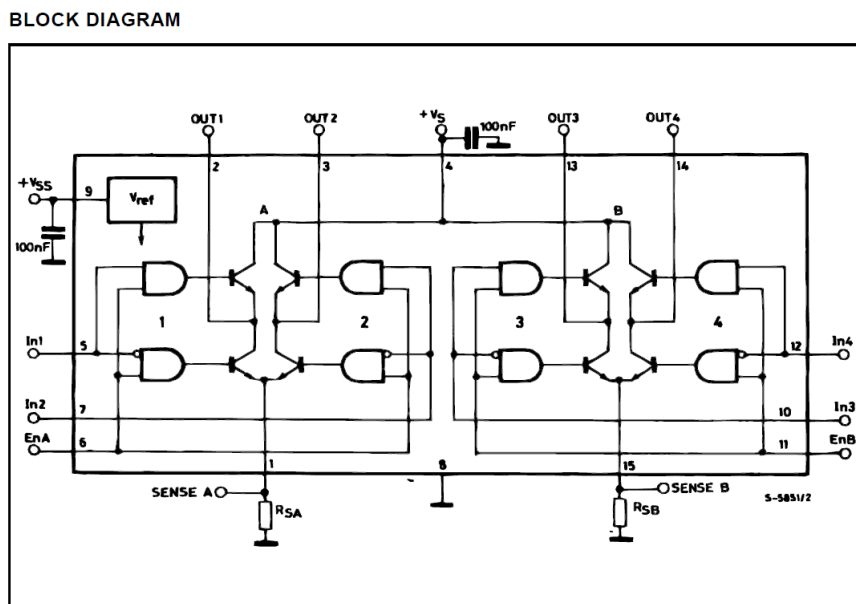 BLOCK DIAGRAM
OUT1
OUT2
+VS
100nF
OUT3
OUT4
2
3
4
13
14
+VSS
9
Vref
A
B
100nF
1
2
3
4
In1
5
12
In4
In2
7
10
In3
EnA
6
11
EnB
1
8
15
SENSE A
SENSE B
S-5851/2
RSA
RSB